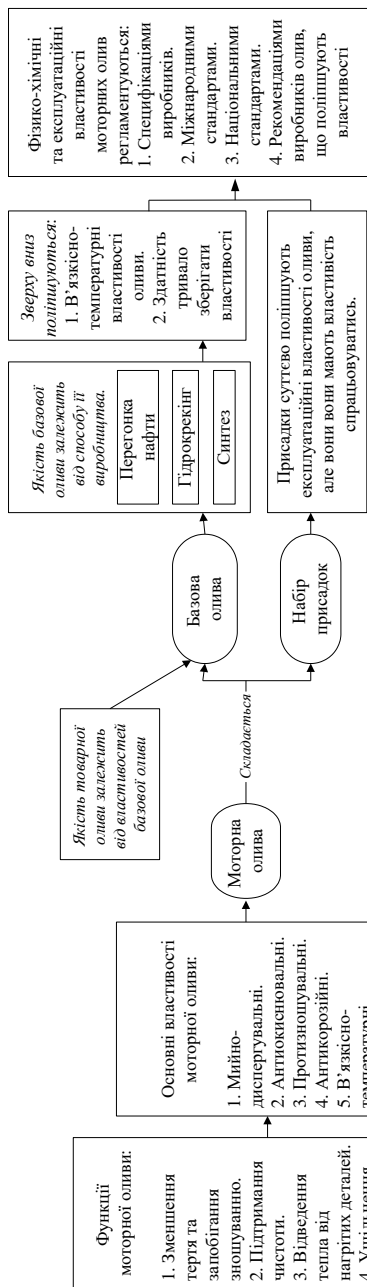 Функції
моторної оливи:
1. Зменшення
тертя та
запобігання
зношуванню.
2. Підтримання
чистоти.
3. Відведення
тепла від
нагрітих деталей.
4. Ущільнення
Основні властивості
моторної оливи:
1. Мийно-
диспергувальні.
2. Антиокиснювальні.
3. Протизношувальні.
4. Антикорозійні.
5. В’язкісно-
температурні
Моторна
олива
Складається
Якість товарної
оливи залежить
від властивостей
базової оливи
Базова
олива
Набір
присадок
Якість базової
оливи залежить
від способу її
виробництва.
Перегонка
нафти
Гідрокрекінг
Синтез
Зверху вниз
поліпшуються:
1. В’язкісно-
температурні
властивості
оливи.
2. Здатність
тривало
зберігати
властивості
Присадки суттєво поліпшують
експлуатаційні властивості оливи,
але вони вони мають властивість
спрацьовуватись.
Фізико-хімічні
та експлуатаційні
властивості
моторних олив
регламентуються:
1. Специфікаціями
виробників.
2. Міжнародними
стандартами.
3. Національними
стандартами.
4. Рекомендаціями
виробників олив,
що поліпшують
властивості